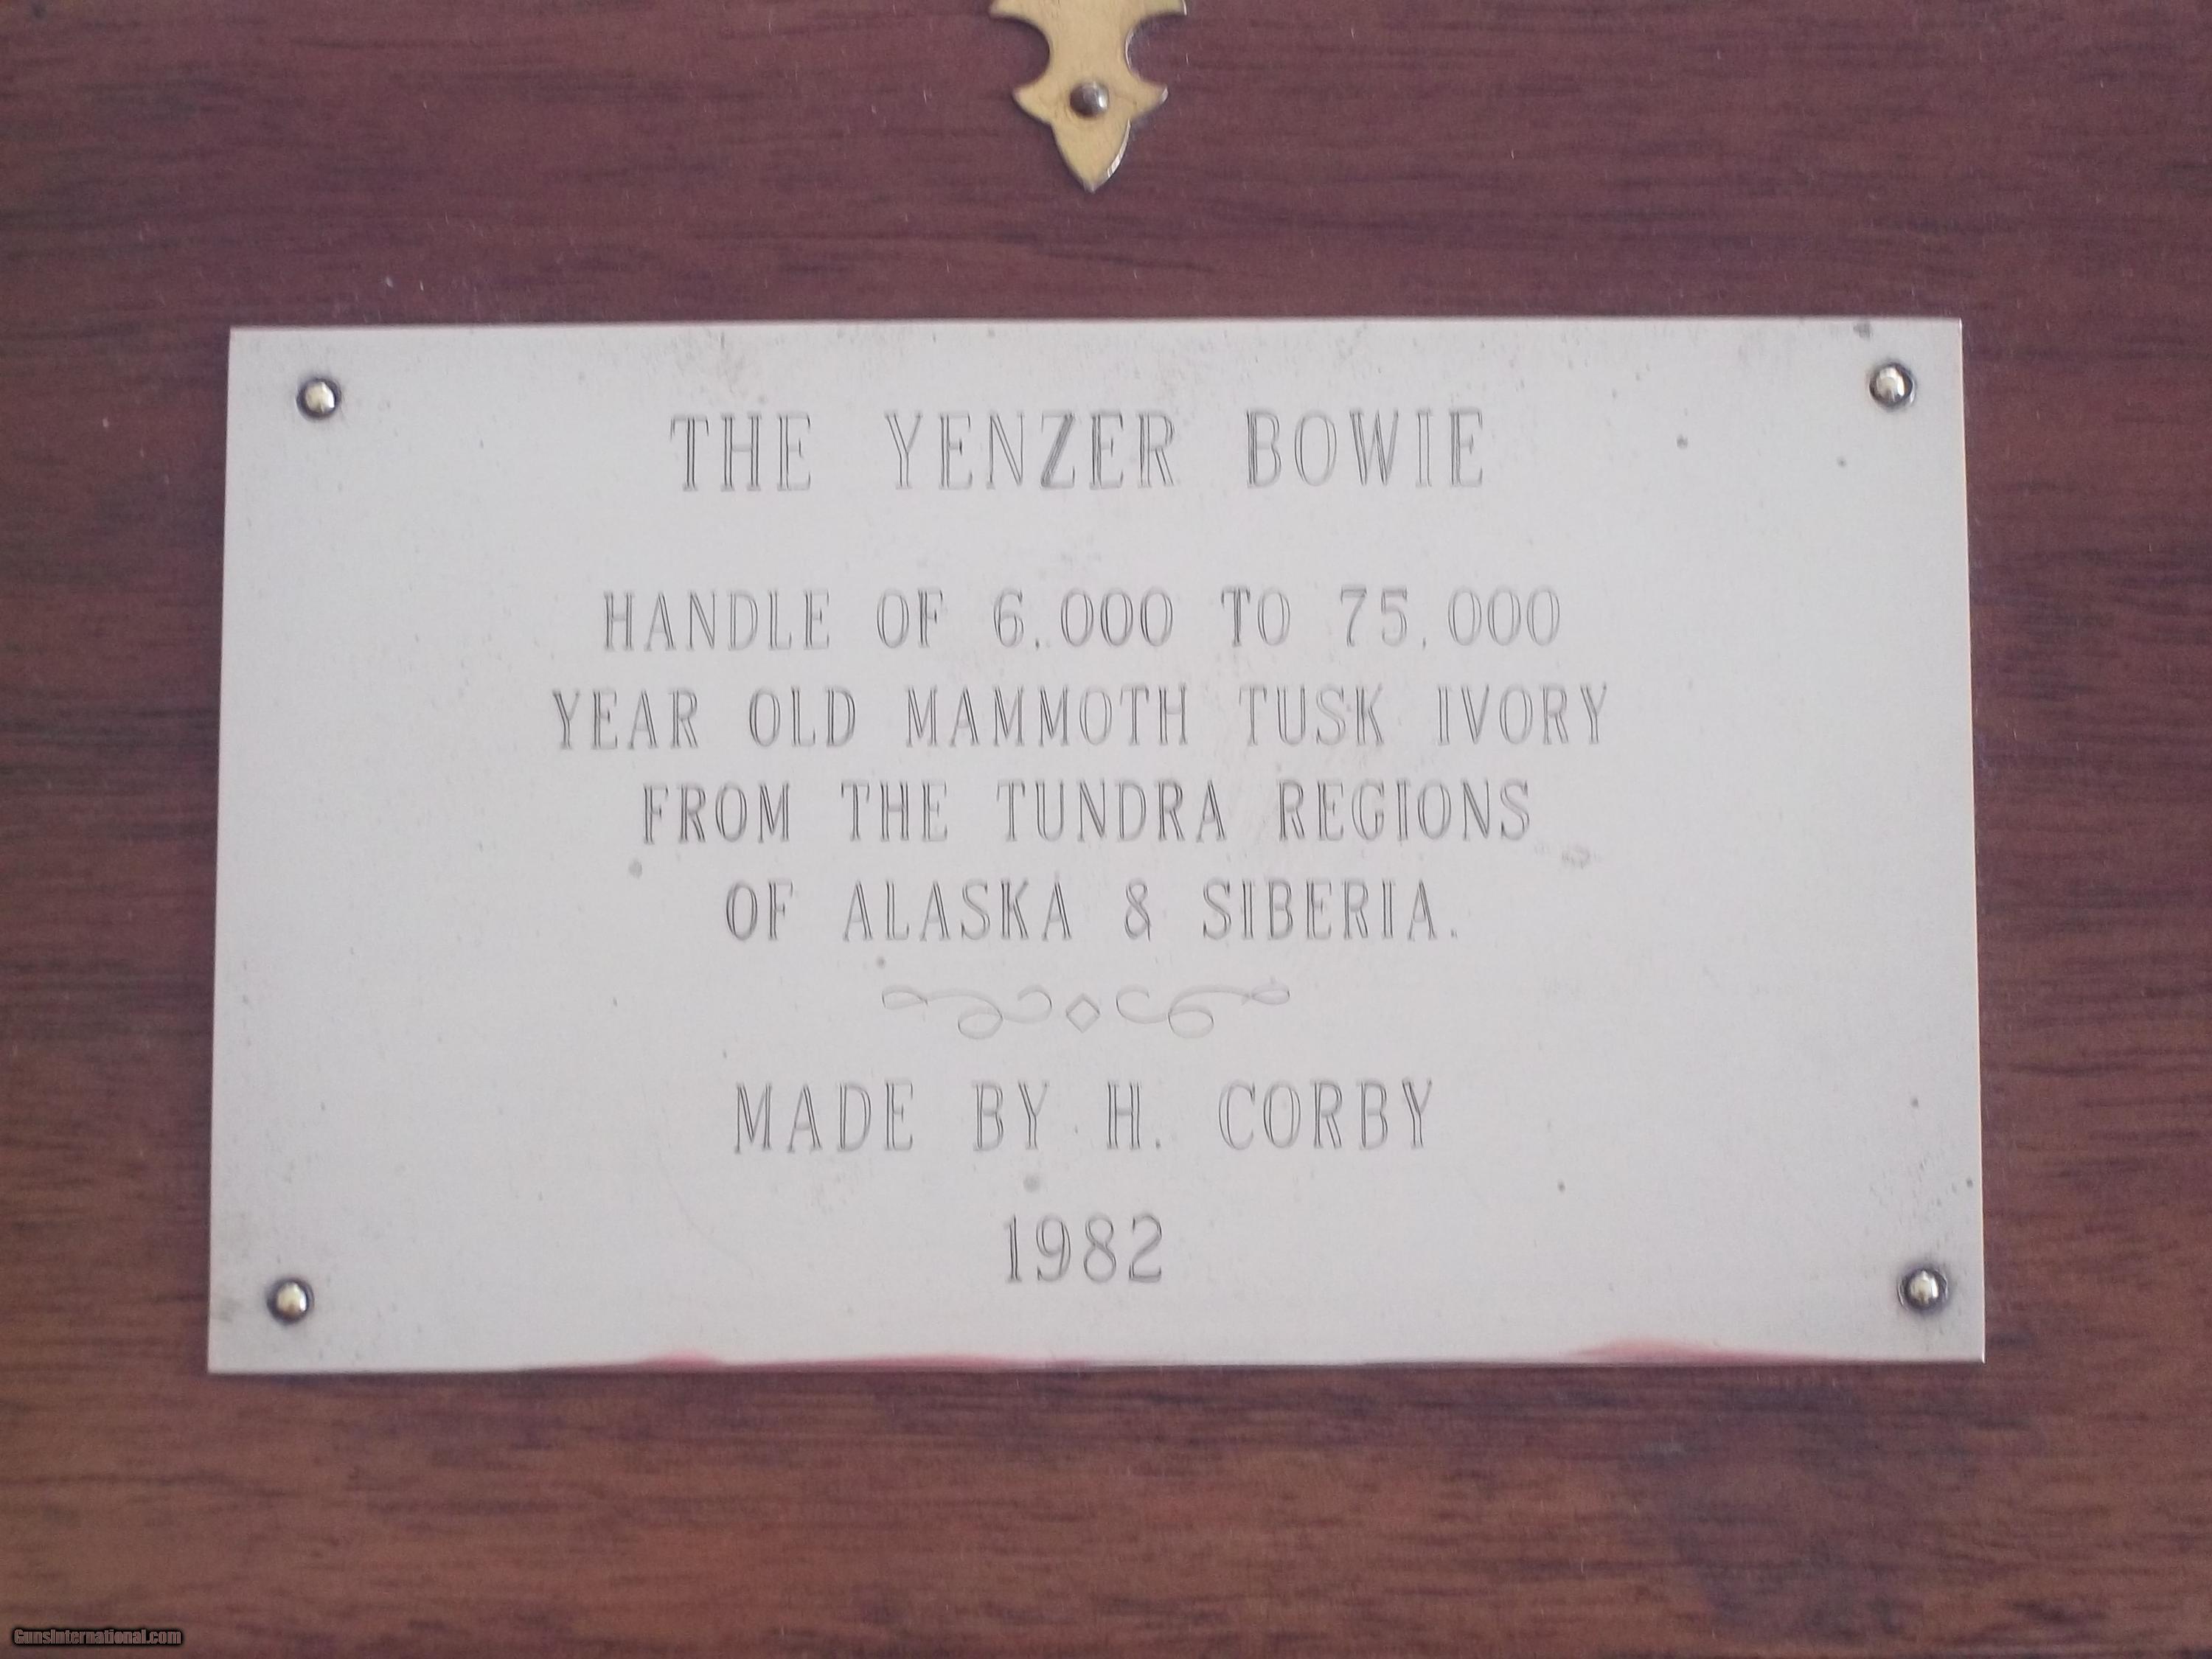 THE YENZER BOWIE
HANDLE OF 6,000 TO 75,000
YEAR OLD MAMMOTH TUSK IVORY
FROM THE TUNDRA REGIONS
OF ALASKA & SIBERIA.
MADE BY H. CORBY
1982
GunsInternational.com